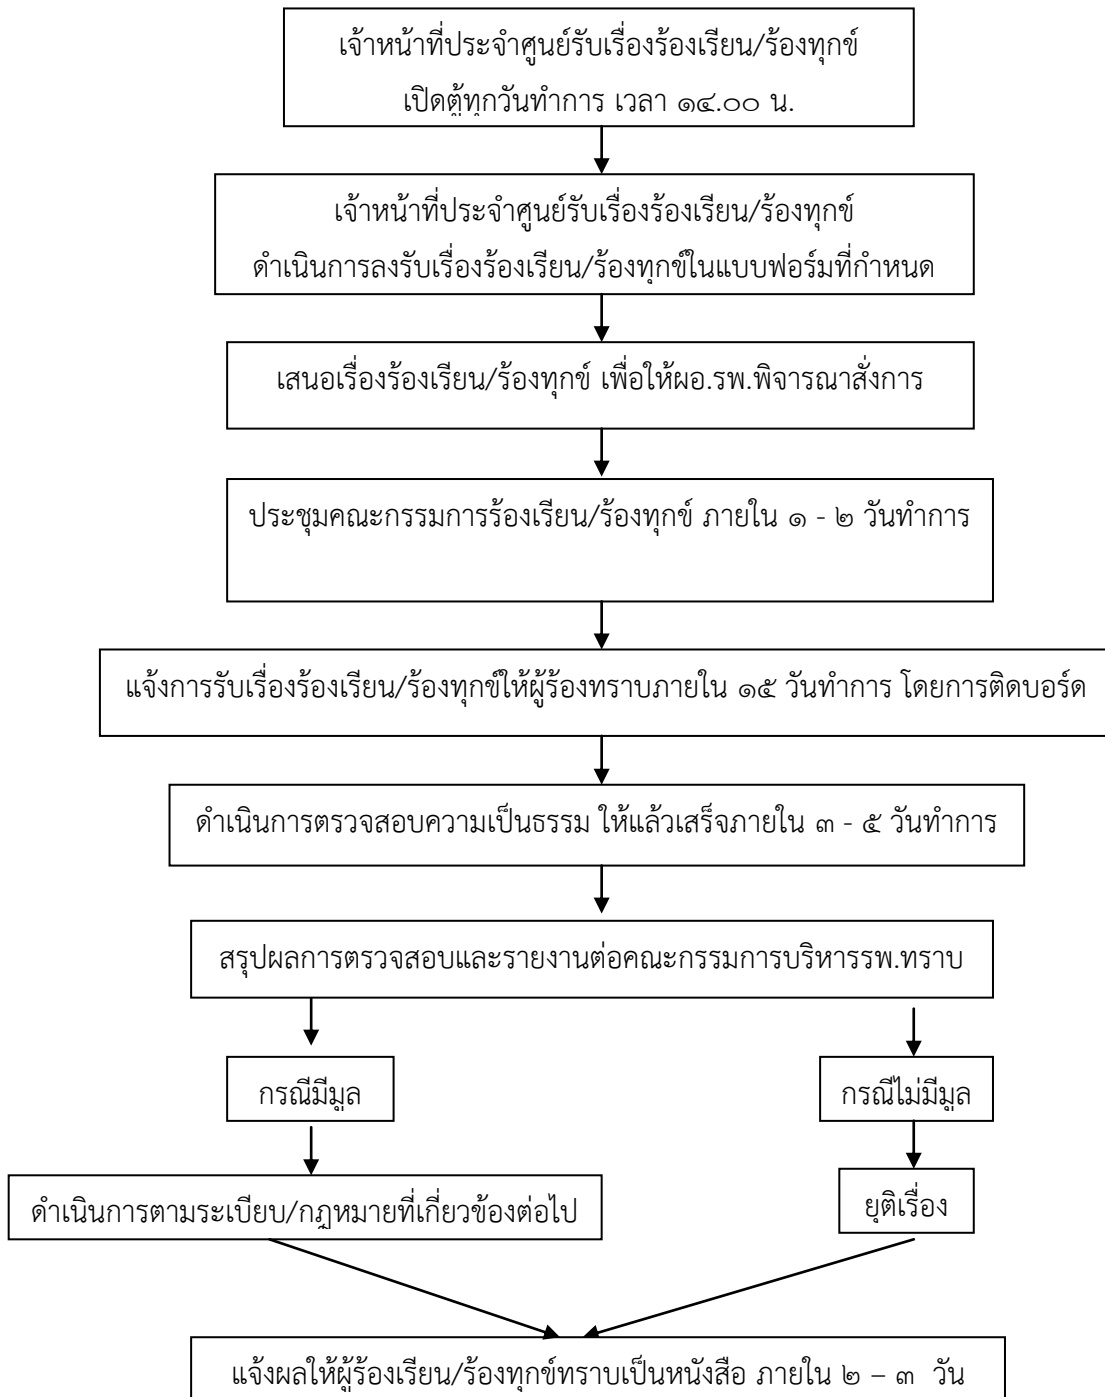 เจ้าหน้าที่ประจำศูนย์รับเรื่องร้องเรียน/ร้องทุกข์
เปิดตู้ทุกวันทำการ เวลา ๑๔.๐๐ น.
เจ้าหน้าที่ประจำศูนย์รับเรื่องร้องเรียน/ร้องทุกข์
ดำเนินการลงรับเรื่องร้องเรียน/ร้องทุกข์ในแบบฟอร์มที่กำหนด
เสนอเรื่องร้องเรียน/ร้องทุกข์ เพื่อให้ผอ.รพ.พิจารณาสั่งการ
ประชุมคณะกรรมการร้องเรียน/ร้องทุกข์ ภายใน ๑ - ๒ วันทำการ
แจ้งการรับเรื่องร้องเรียน/ร้องทุกข์ให้ผู้ร้องทราบภายใน ๑๕ วันทำการ โดยการติดบอร์ด
ดำเนินการตรวจสอบความเป็นธรรม ให้แล้วเสร็จภายใน ๓ - ๕ วันทำการ
สรุปผลการตรวจสอบและรายงานต่อคณะกรรมการบริหารรพ.ทราบ
กรณีมีมูล
กรณีไม่มีมูล
ดำเนินการตามระเบียบ/กฎหมายที่เกี่ยวข้องต่อไป
ยุติเรื่อง
แจ้งผลให้ผู้ร้องเรียน/ร้องทุกข์ทราบเป็นหนังสือ ภายใน ๒ – ๓ วัน